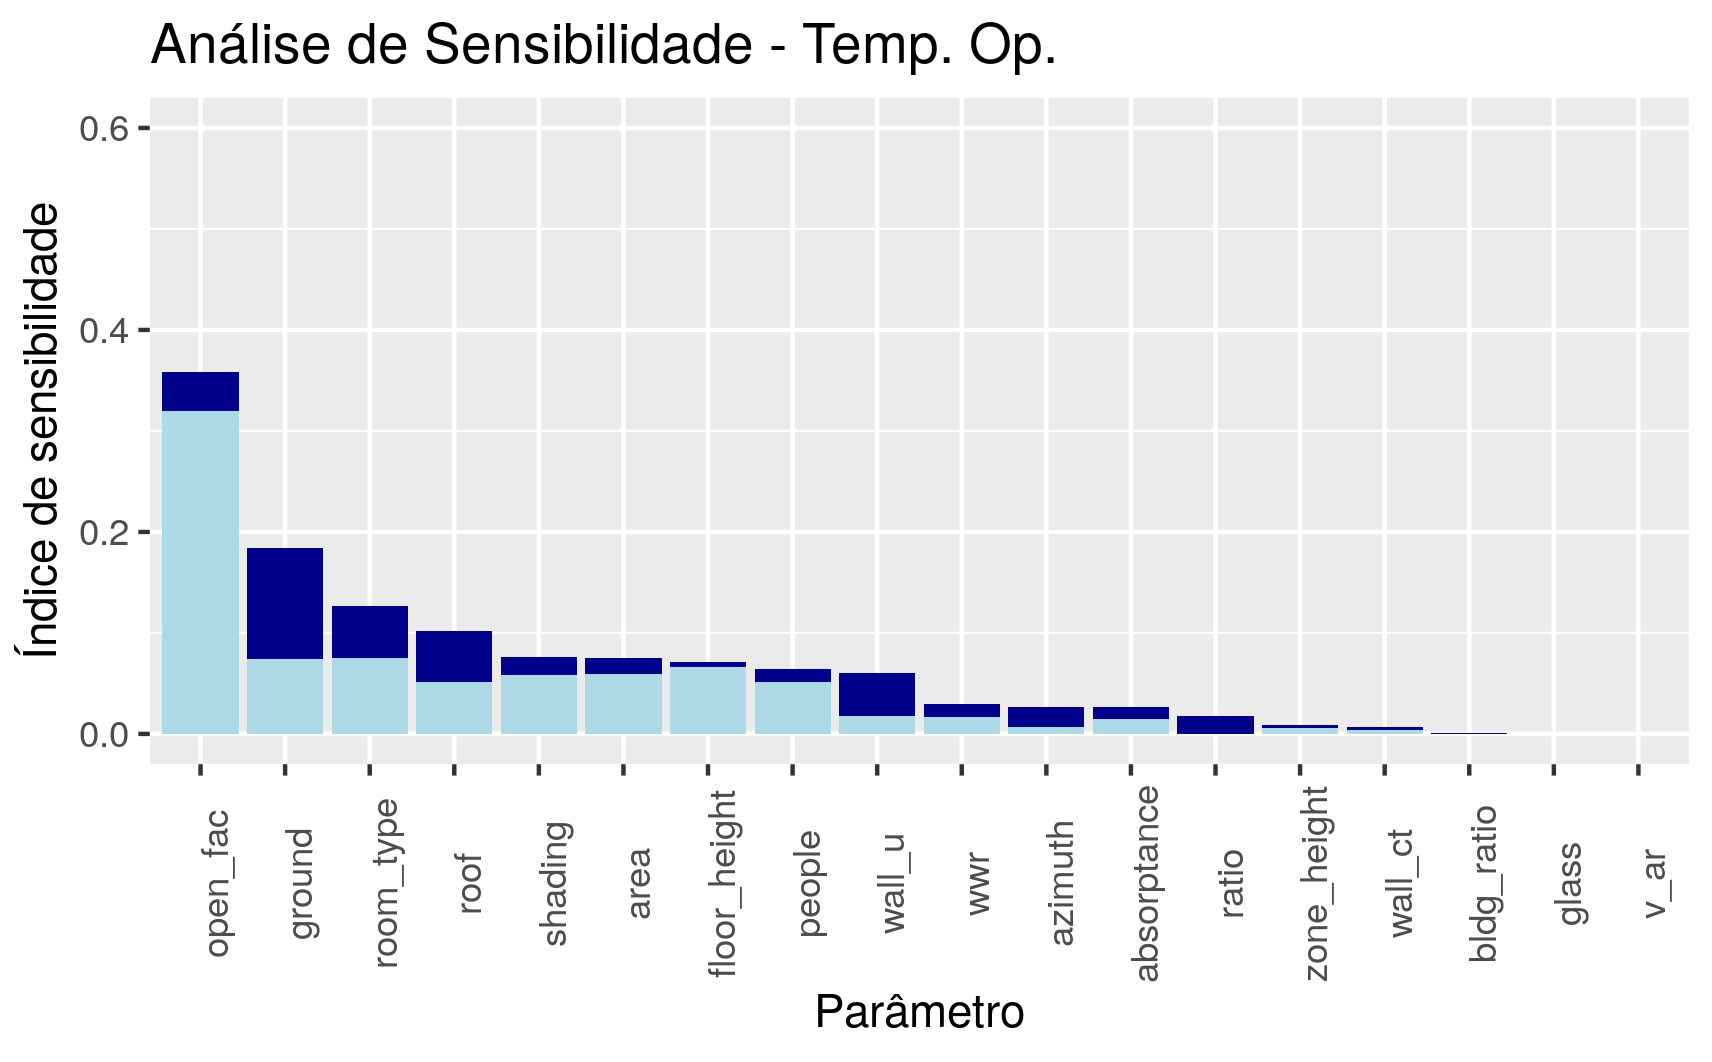 Análise de Sensibilidade - Temp. Op.
Índice de sensibilidade
0.6
0.4
0.2
0.0
open_fac
ground
room_type
roof
shading
area
floor_height
people
wall_u
wwr
azimuth
absorptance
ratio
zone_height
wall_ct
bldg_ratio
glass
v_ar
Parâmetro